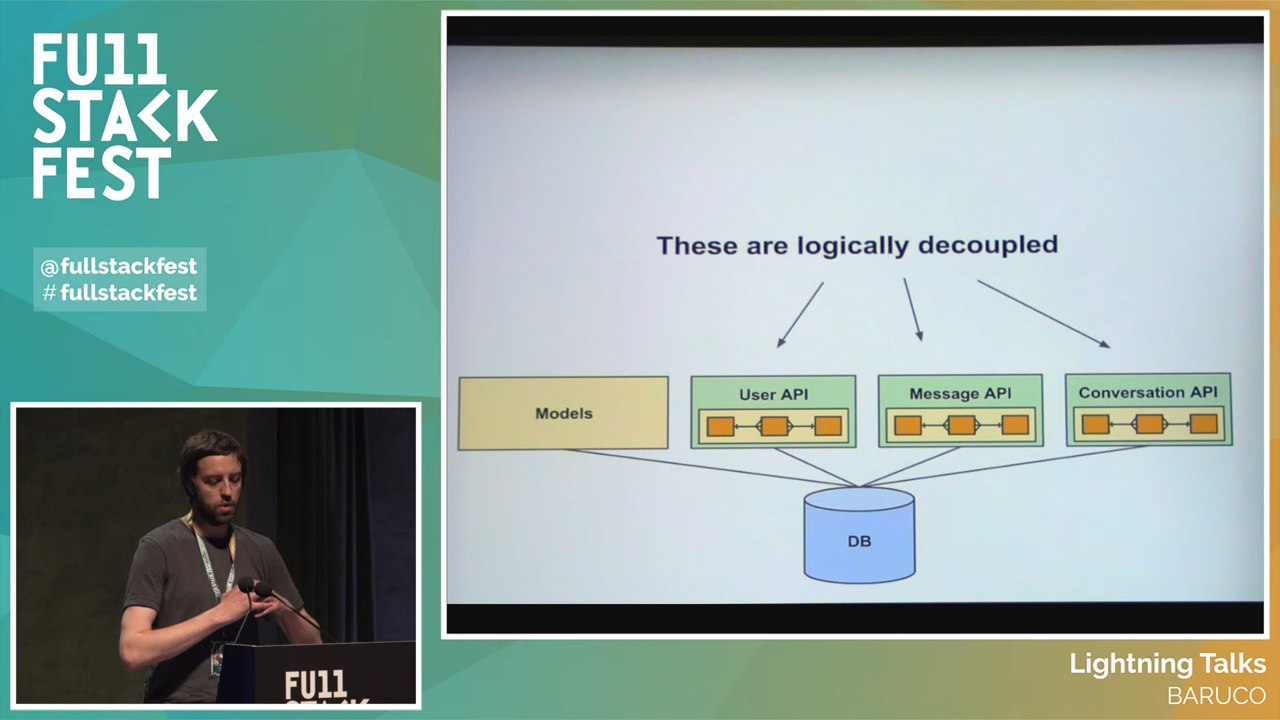 FU11
STACK
FEST
@fullstackfest
# fullstackfest
These are logically decoupled
Models
User API
Message API
Conversation API
DB
FU11
STACK
Lightning Talks
BARUCO